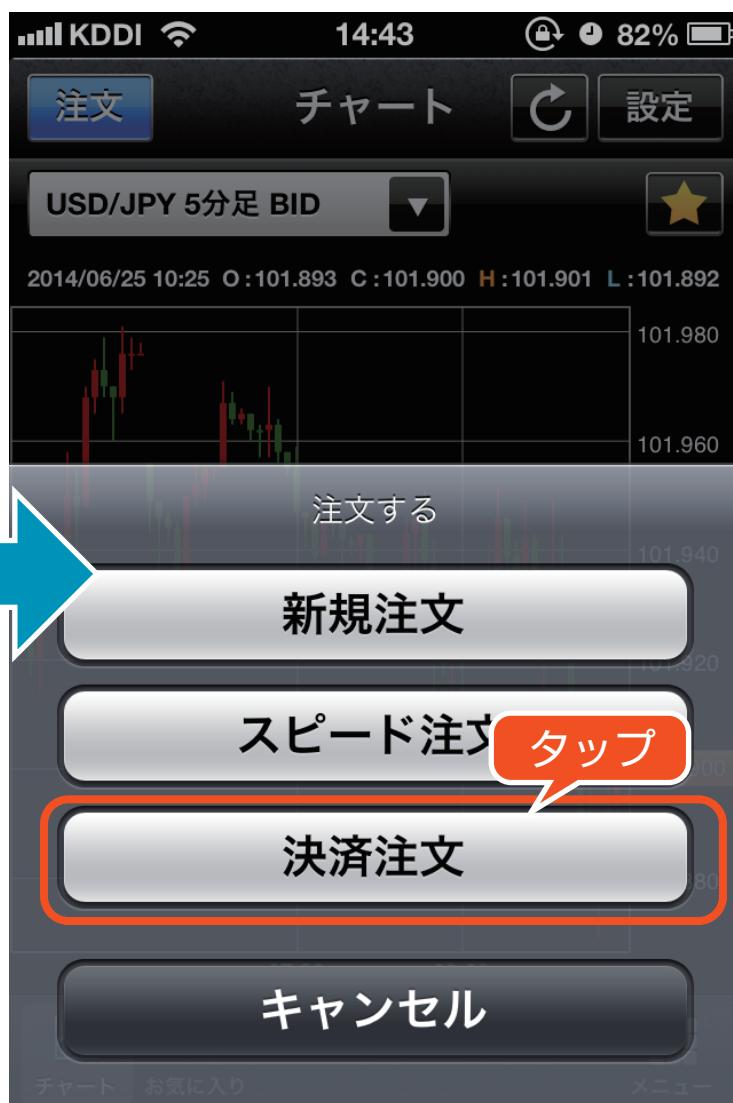 KDDI 14:43 82%
注文 チャート 設定
USD/JPY 5分足 BID
2014/06/25 10:25 O:101.893 C:101.900 H:101.901 L:101.892
101.980
101.960
注文する
101.940
新規注文
101.920
スピード注文
タップ
決済注文
キャンセル
チャート お気に入り メニュー